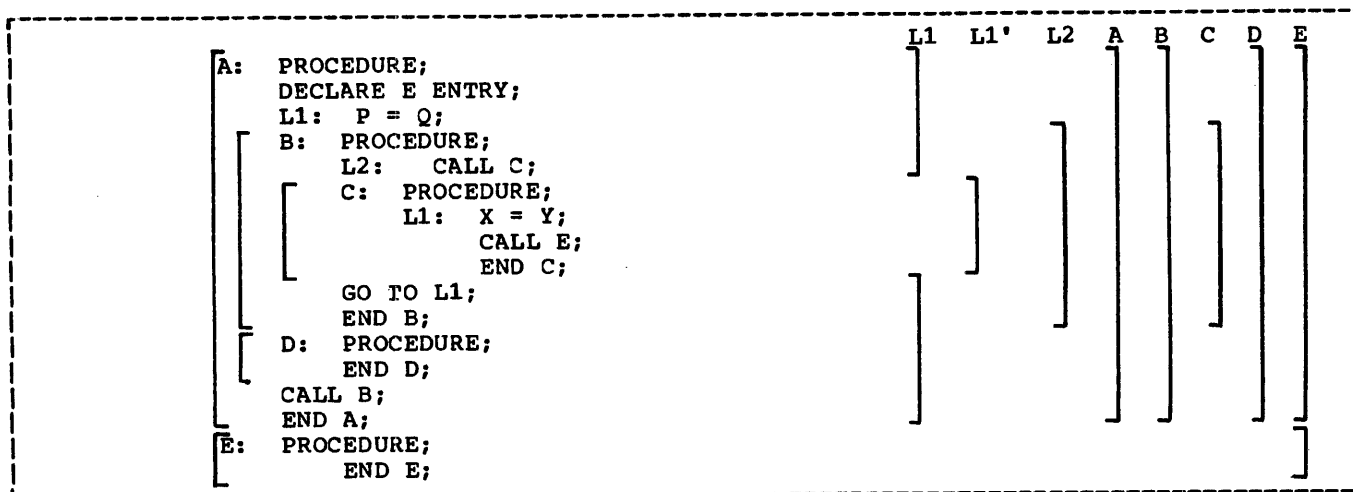 L1 L1' L2 A B C D E
A: PROCEDURE;
DECLARE E ENTRY;
L1: P = Q;
B: PROCEDURE;
L2: CALL C;
C: PROCEDURE;
L1: X = Y;
CALL E;
END C;
GO TO L1;
END B;
D: PROCEDURE;
END D;
CALL B;
END A;
E: PROCEDURE;
END E;